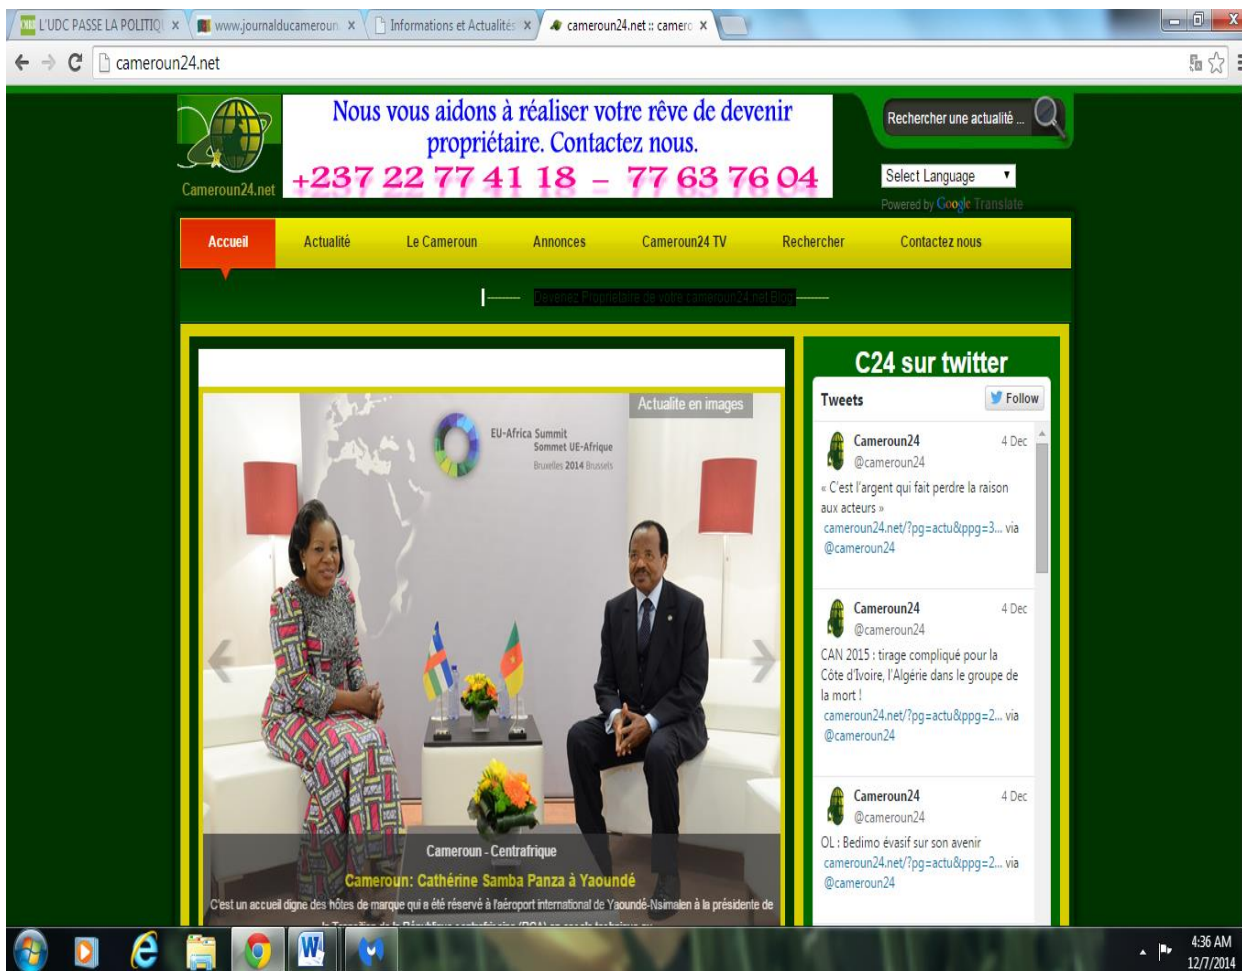 L'UDC PASSE LA POLITIQ
www.journalducameroun.
Informations et Actualités
cameroun24.net :: camero
cameroun24.net
Nous vous aidons à réaliser votre rêve de devenir
propriétaire. Contactez nous.
+237 22 77 41 18 – 77 63 76 04
Cameroun24.net
Rechercher une actualité ...
Select Language
Powered by Google Translate
Accueil
Actualité
Le Cameroun
Annonces
Cameroun24 TV
Rechercher
Contactez nous
Devenez Propriétaire de votre cameroun24.net Blog
Actualite en images
EU-Africa Summit
Sommet UE-Afrique
Bruxelles 2014 Brussels
Cameroun - Centrafrique
Cameroun: Cathérine Samba Panza à Yaoundé
C'est un accueil digne des hôtes de marque qui a été réservé à l'aéroport international de Yaoundé-Nsimalen à la présidente de
C24 sur twitter
Tweets
Follow
Cameroun24 4 Dec
@cameroun24
« C'est l'argent qui fait perdre la raison
aux acteurs »
cameroun24.net/?pg=actu&ppg=3... via
@cameroun24
Cameroun24 4 Dec
@cameroun24
CAN 2015 : tirage compliqué pour la
Côte d'Ivoire, l'Algérie dans le groupe de
la mort !
cameroun24.net/?pg=actu&ppg=2... via
@cameroun24
Cameroun24 4 Dec
@cameroun24
OL : Bedimo évasif sur son avenir
cameroun24.net/?pg=actu&ppg=2... via
@cameroun24
4:36 AM
12/7/2014